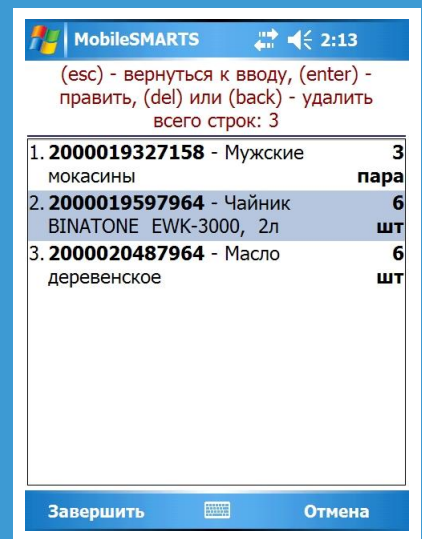 MobileSMARTS 2:13
(esc) - вернуться к вводу, (enter) -
править, (del) или (back) - удалить
всего строк: 3
1. 2000019327158 - Мужские 3
мокасины пара
2. 2000019597964 - Чайник 6
BINATONE EWK-3000, 2л шт
3. 2000020487964 - Масло 6
деревенское шт
Завершить Отмена